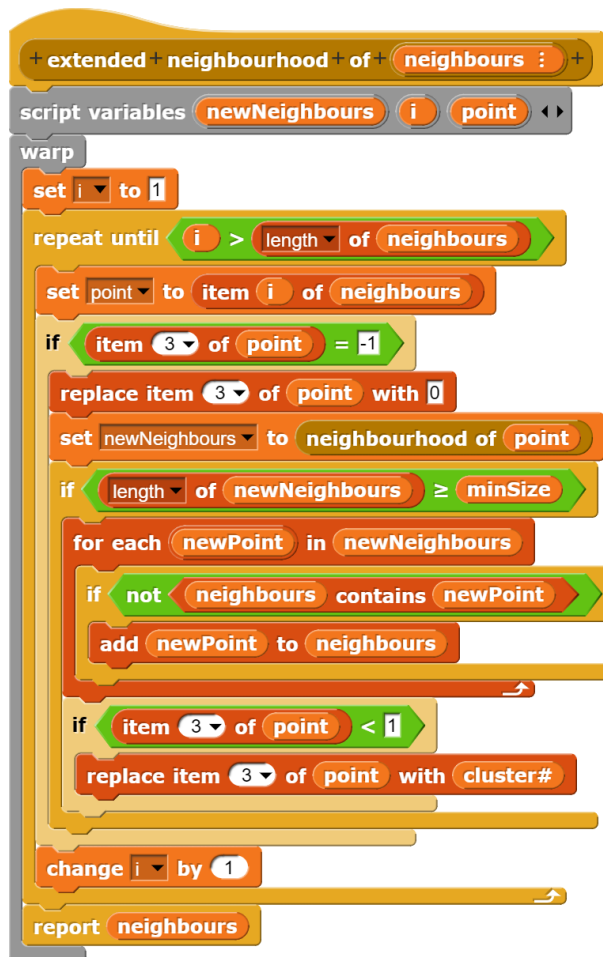 + extended + neighbourhood + of + neighbours ⋮ +
script variables newNeighbours i point
warp
set i to 1
repeat until i > length of neighbours
set point to item i of neighbours
if item 3 of point = -1
replace item 3 of point with 0
set newNeighbours to neighbourhood of point
if length of newNeighbours ≥ minSize
for each newPoint in newNeighbours
if not neighbours contains newPoint
add newPoint to neighbours
if item 3 of point < 1
replace item 3 of point with cluster#
change i by 1
report neighbours